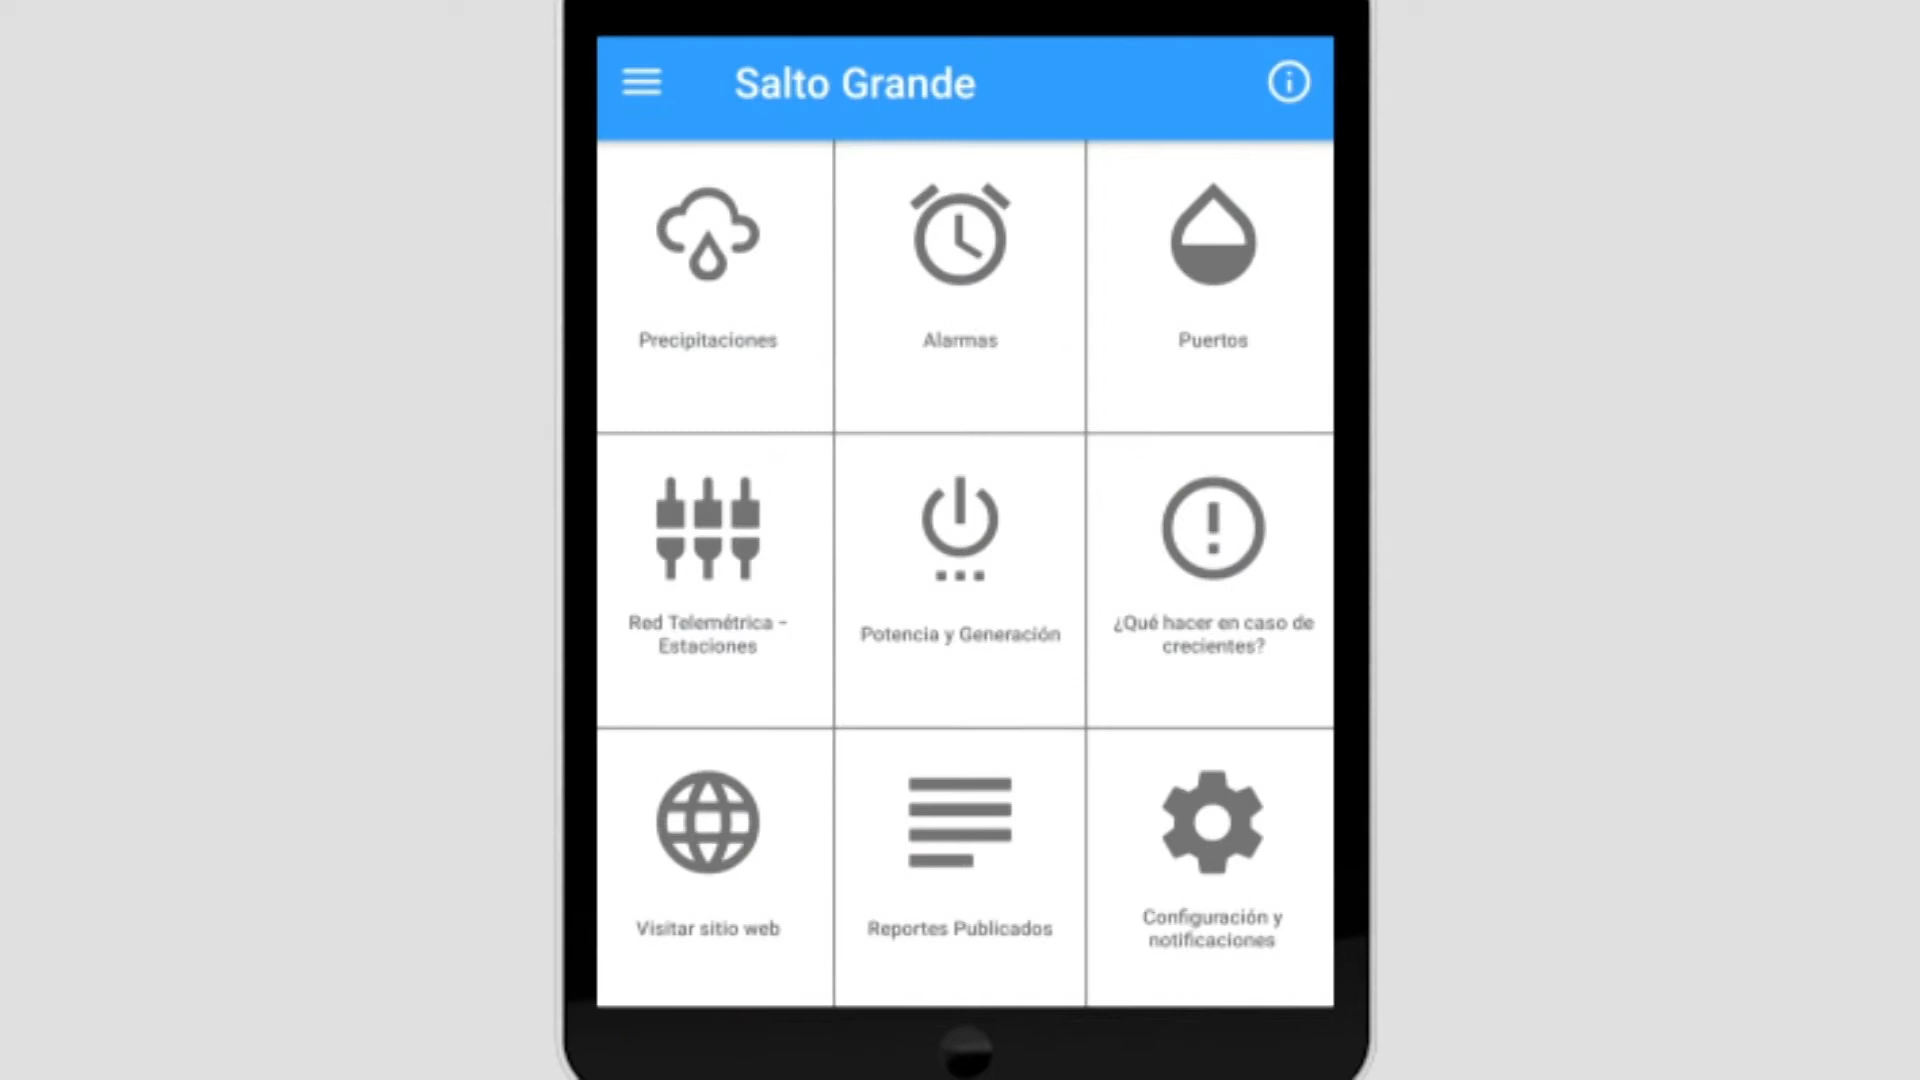 Salto Grande
Precipitaciones
Alarmas
Puertos
Red Telemétrica -
Estaciones
Potencia y Generación
¿Qué hacer en caso de
crecientes?
Visitar sitio web
Reportes Publicados
Configuración y
notificaciones